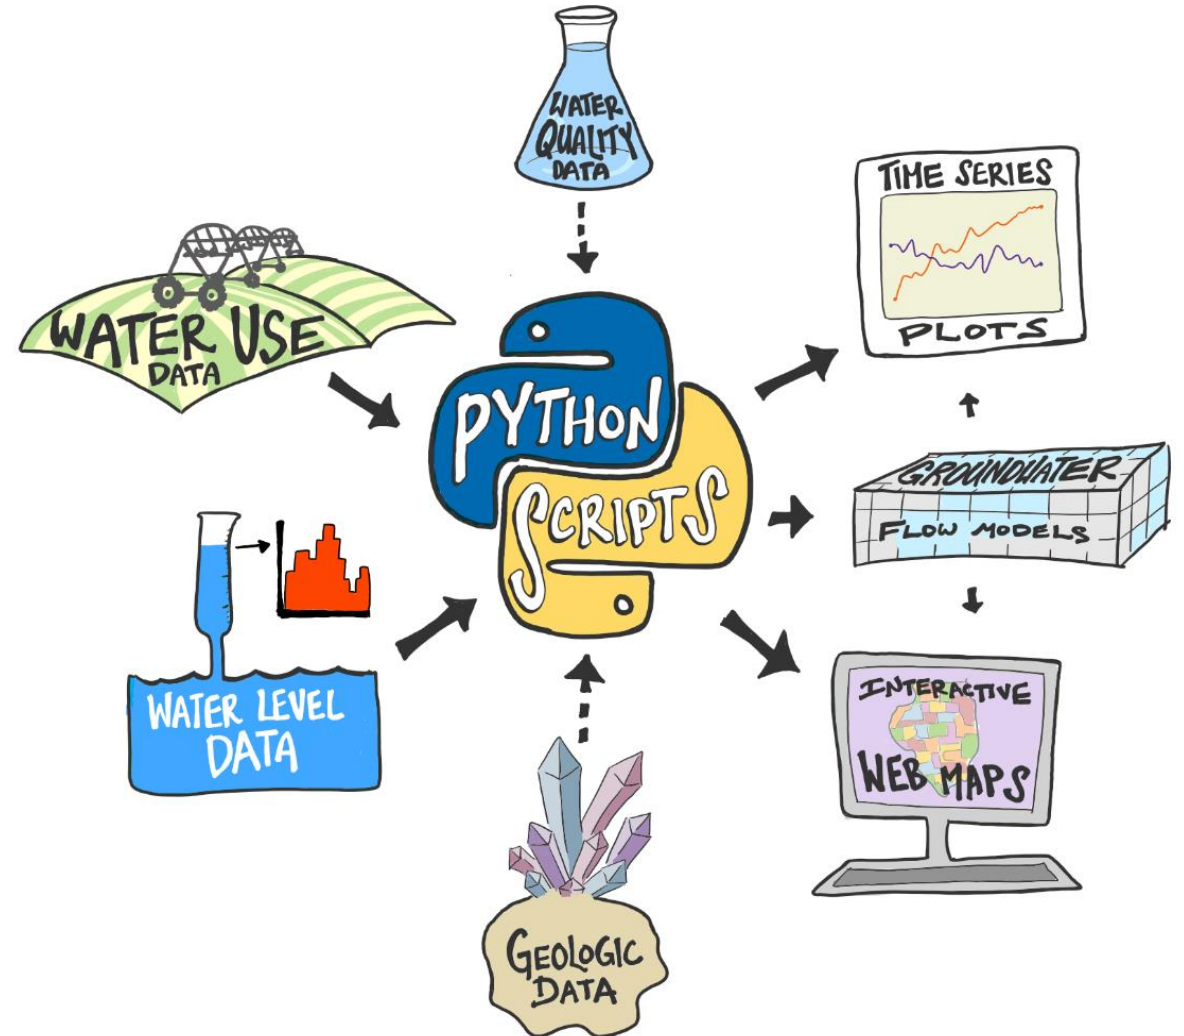 WATER
QUALITY
DATA
TIME SERIES
PLOTS
WATER USE
DATA
PYTHON
SCRIPTS
GROUNDWATER
FLOW MODELS
WATER LEVEL
DATA
INTERACTIVE
WEB MAPS
GEOLOGIC
DATA